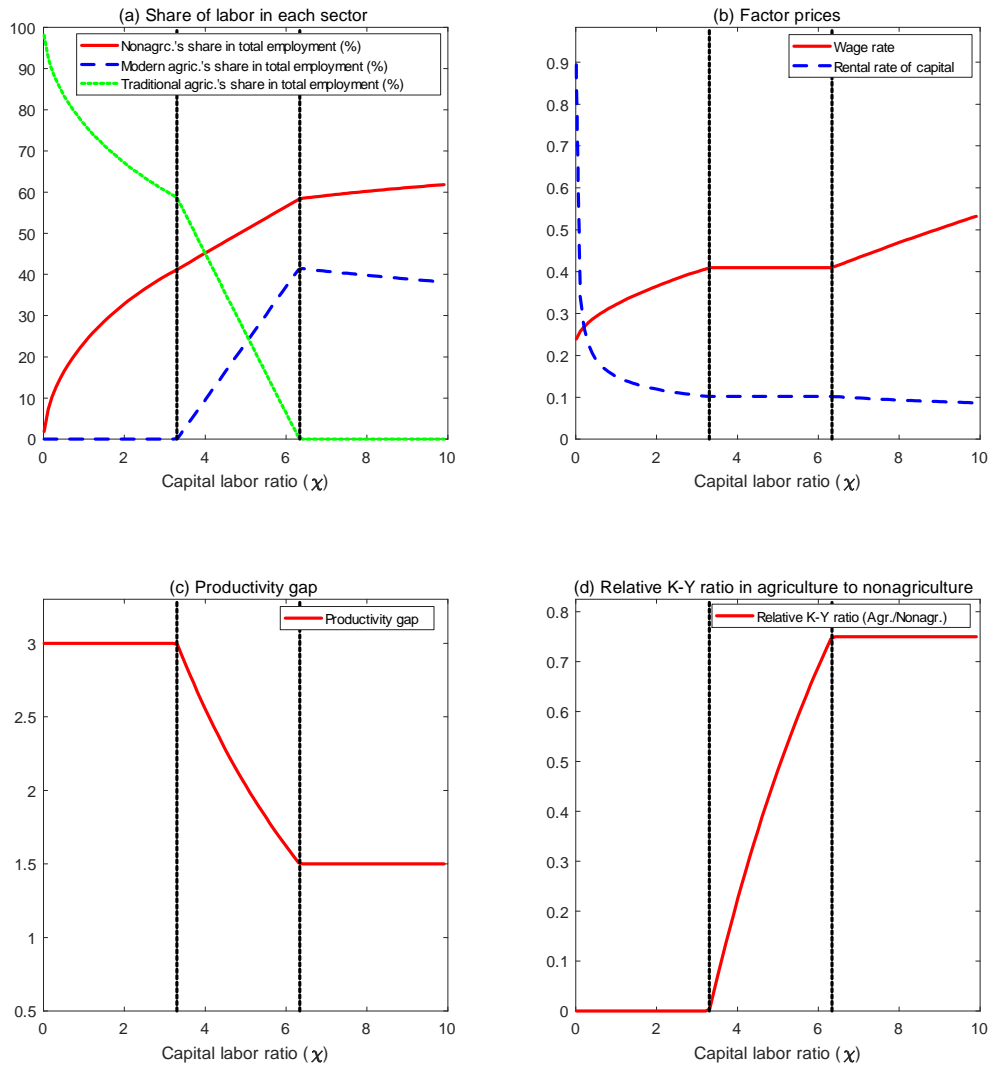 (a) Share of labor in each sector
Nonagrc.'s share in total employment (%)
Modern agric.'s share in total employment (%)
Traditional agric.'s share in total employment (%)
100
90
80
70
60
50
40
30
20
10
0
0 2 4 6 8 10
Capital labor ratio (χ)
(b) Factor prices
Wage rate
Rental rate of capital
0.9
0.8
0.7
0.6
0.5
0.4
0.3
0.2
0.1
0
0 2 4 6 8 10
Capital labor ratio (χ)
(c) Productivity gap
Productivity gap
3
2.5
2
1.5
1
0.5
0 2 4 6 8 10
Capital labor ratio (χ)
(d) Relative K-Y ratio in agriculture to nonagriculture
Relative K-Y ratio (Agr./Nonagr.)
0.8
0.7
0.6
0.5
0.4
0.3
0.2
0.1
0
0 2 4 6 8 10
Capital labor ratio (χ)